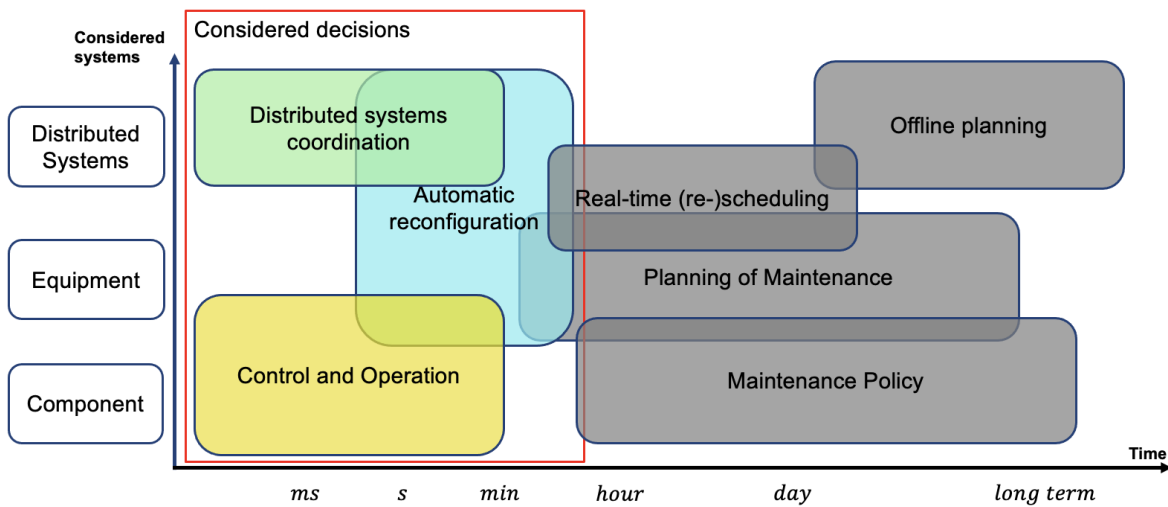 Considered
systems
Considered decisions
Distributed
Systems
Equipment
Component
Distributed systems
coordination
Automatic
reconfiguration
Control and Operation
Offline planning
Real-time (re-)scheduling
Planning of Maintenance
Maintenance Policy
Time
ms s min hour day long term